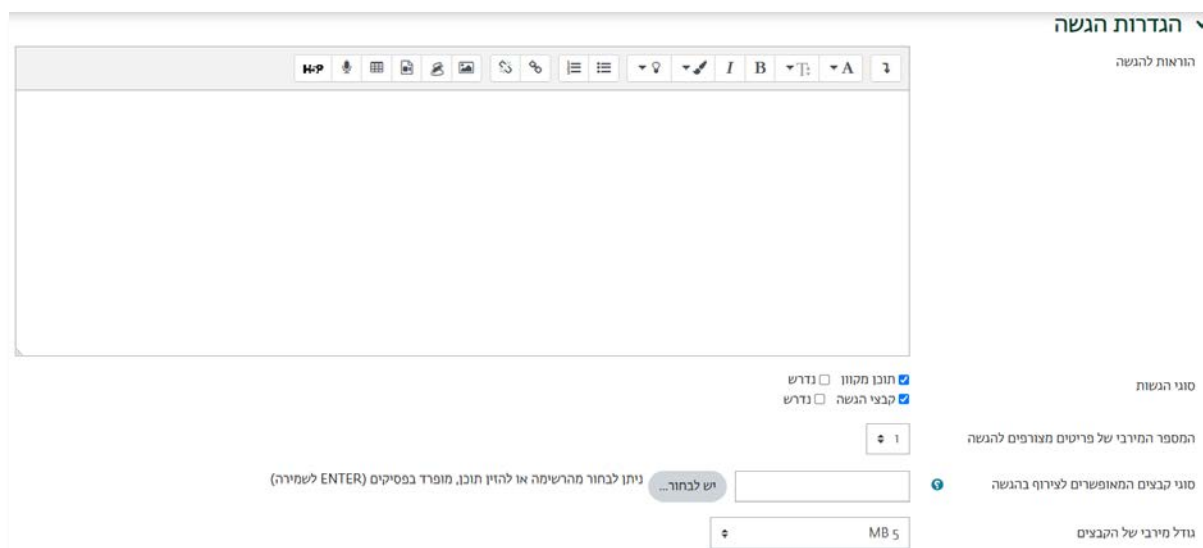 הגדרות הגשה
הוראות להגשה
A T: B I H-P
סוגי הגשות
תוכן מקוון נדרש
קבצי הגשה נדרש
המספר המירבי של פריטים מצורפים להגשה 1
סוגי קבצים המאופשרים לצירוף בהגשה יש לבחור... ניתן לבחור מהרשימה או להזין תוכן, מופרד בפסיקים (ENTER לשמירה)
גודל מירבי של הקבצים 5 MB